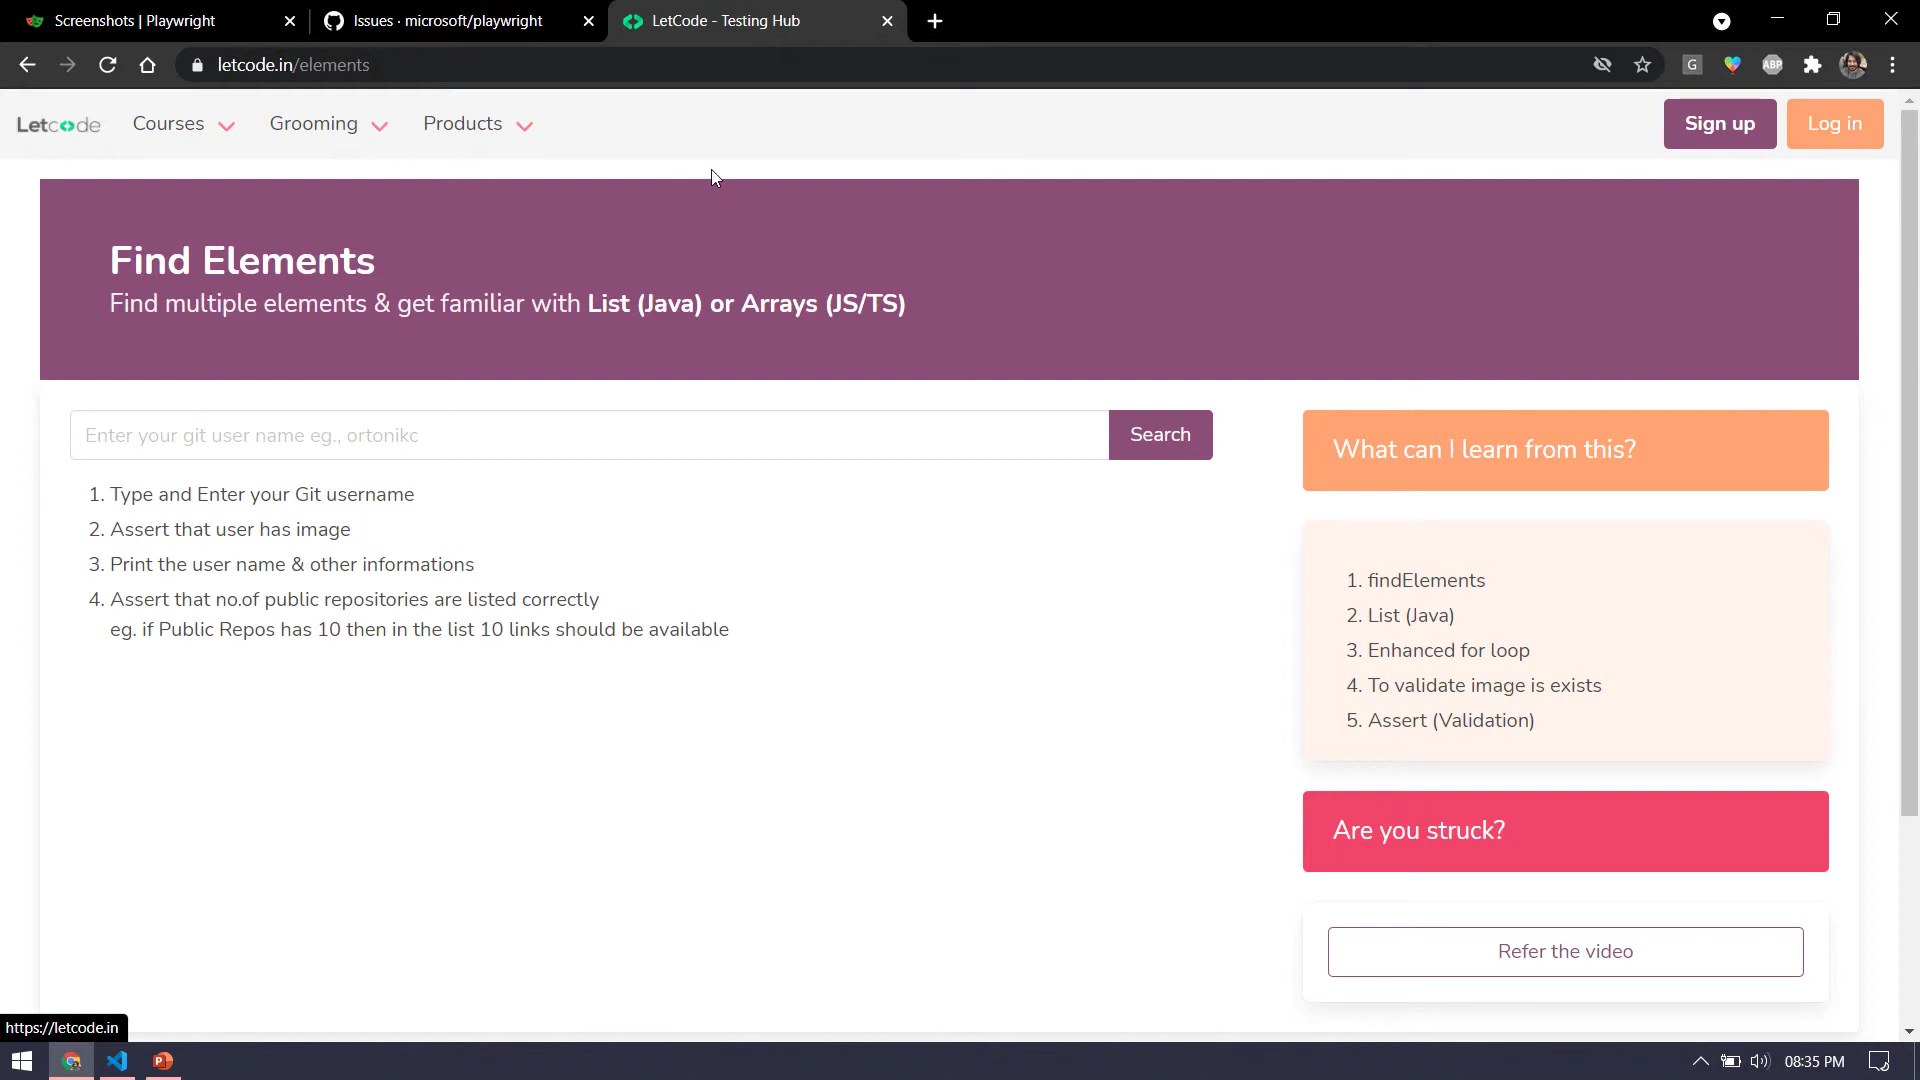 Screenshots | Playwright
Issues · microsoft/playwright
LetCode - Testing Hub
letcode.in/elements
G
ABP
Letcode
Courses
Grooming
Products
Sign up
Log in
Find Elements
Find multiple elements & get familiar with List (Java) or Arrays (JS/TS)
Enter your git user name eg., ortonikc
Search
1. Type and Enter your Git username
2. Assert that user has image
3. Print the user name & other informations
4. Assert that no.of public repositories are listed correctly
eg. if Public Repos has 10 then in the list 10 links should be available
What can I learn from this?
1. findElements
2. List (Java)
3. Enhanced for loop
4. To validate image is exists
5. Assert (Validation)
Are you struck?
Refer the video
https://letcode.in
08:35 PM